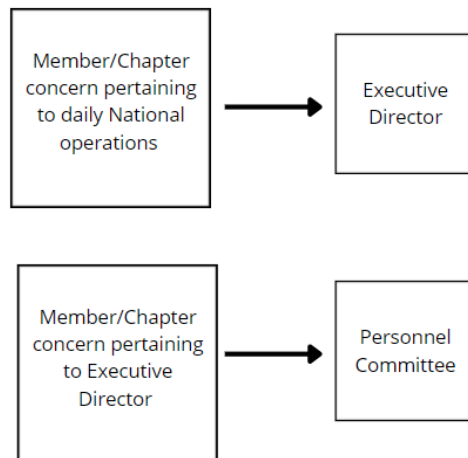 Member/Chapter
concern pertaining
to daily National
operations
Executive
Director
Member/Chapter
concern pertaining
to Executive
Director
Personnel
Committee